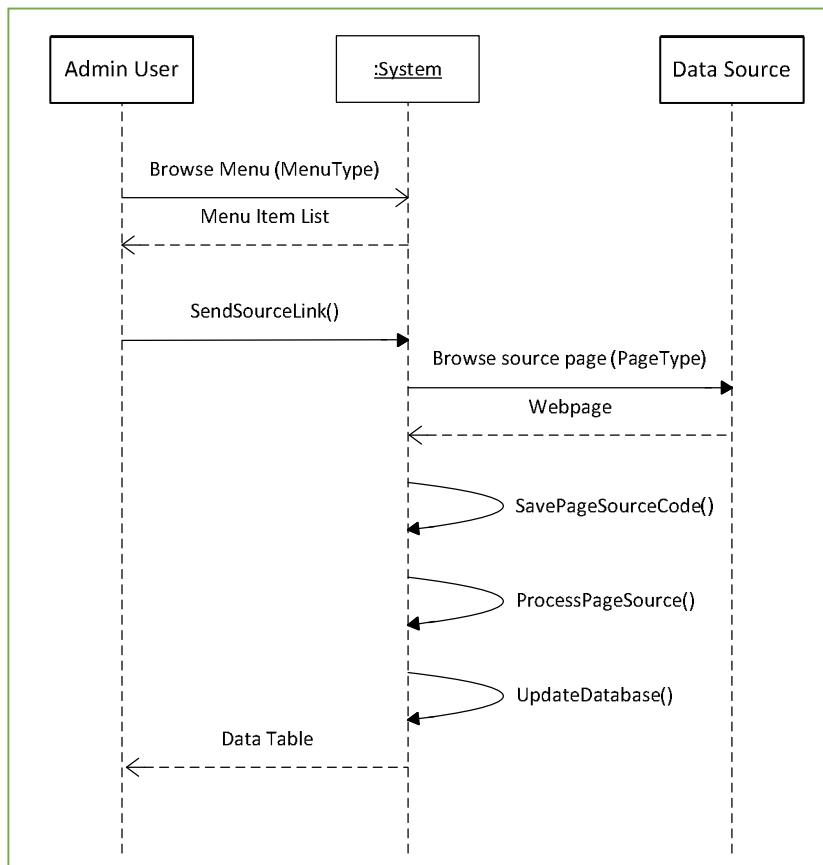 Admin User
:System
Data Source
Browse Menu (MenuType)
Menu Item List
SendSourceLink()
Browse source page (PageType)
Webpage
SavePageSourceCode()
ProcessPageSource()
UpdateDatabase()
Data Table